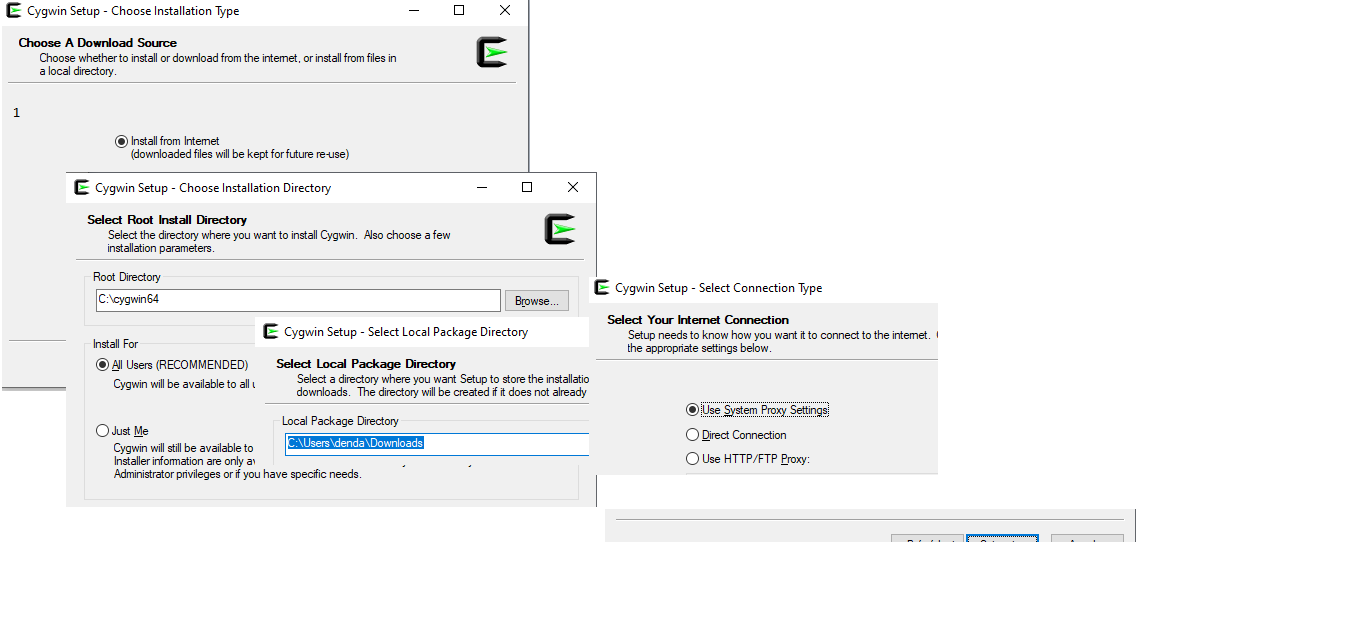 Cygwin Setup - Choose Installation Type
Choose A Download Source
Choose whether to install or download from the internet, or install from files in
a local directory.
1
Install from Internet
(downloaded files will be kept for future re-use)
Cygwin Setup - Choose Installation Directory
Select Root Install Directory
Select the directory where you want to install Cygwin. Also choose a few
installation parameters.
Root Directory
C:\cygwin64
Browse...
Install For
All Users (RECOMMENDED)
Cygwin will be available to all
Just Me
Cygwin will still be available to
Installer information are only
Administrator privileges or if you have specific needs.
Cygwin Setup - Select Local Package Directory
Select Local Package Directory
Select a directory where you want Setup to store the installatio
downloads. The directory will be created if it does not already
Local Package Directory
C:\Users\denda\Downloads
Cygwin Setup - Select Connection Type
Select Your Internet Connection
Setup needs to know how you want it to connect to the internet.
the appropriate settings below.
Use System Proxy Settings
Direct Connection
Use HTTP/FTP Proxy: